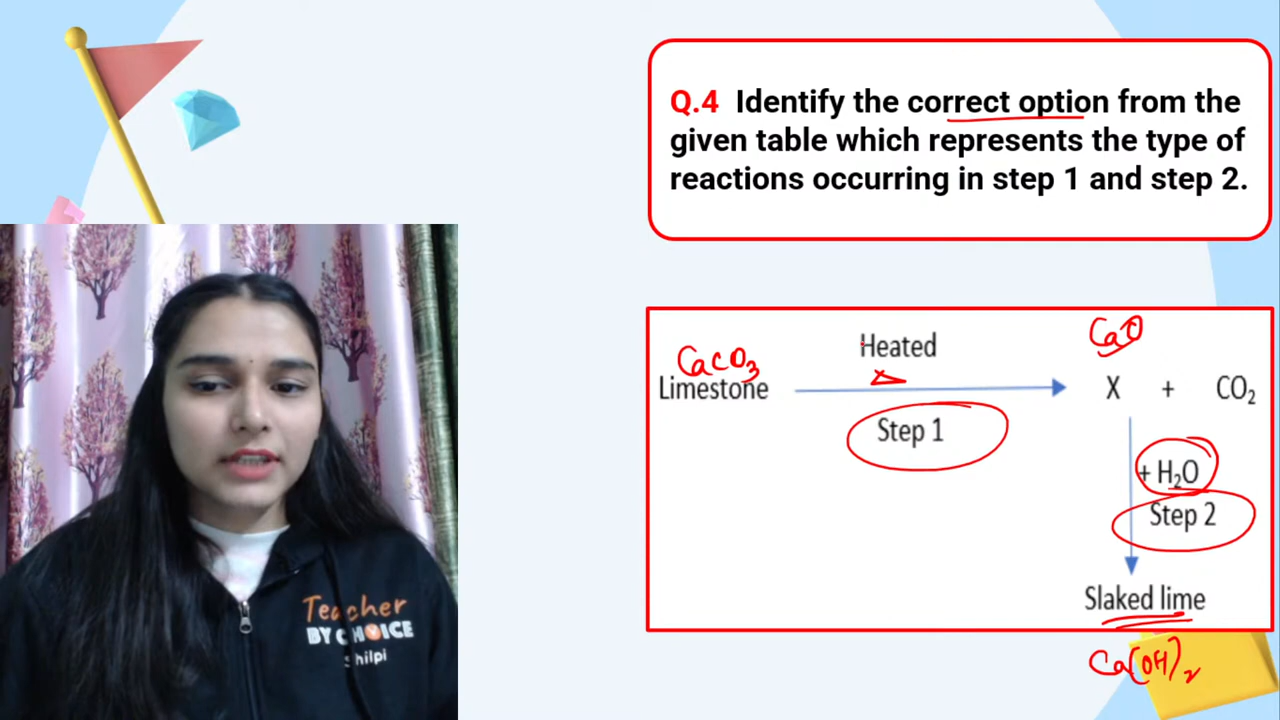 Q.4 Identify the correct option from the
given table which represents the type of
reactions occurring in step 1 and step 2.
CaCO3
Limestone
Heated
Δ
Step 1
CaO
X + CO₂
+ H₂O
Step 2
Slaked lime
Ca(OH)2
Teacher
BY CHOICE
Shilpi